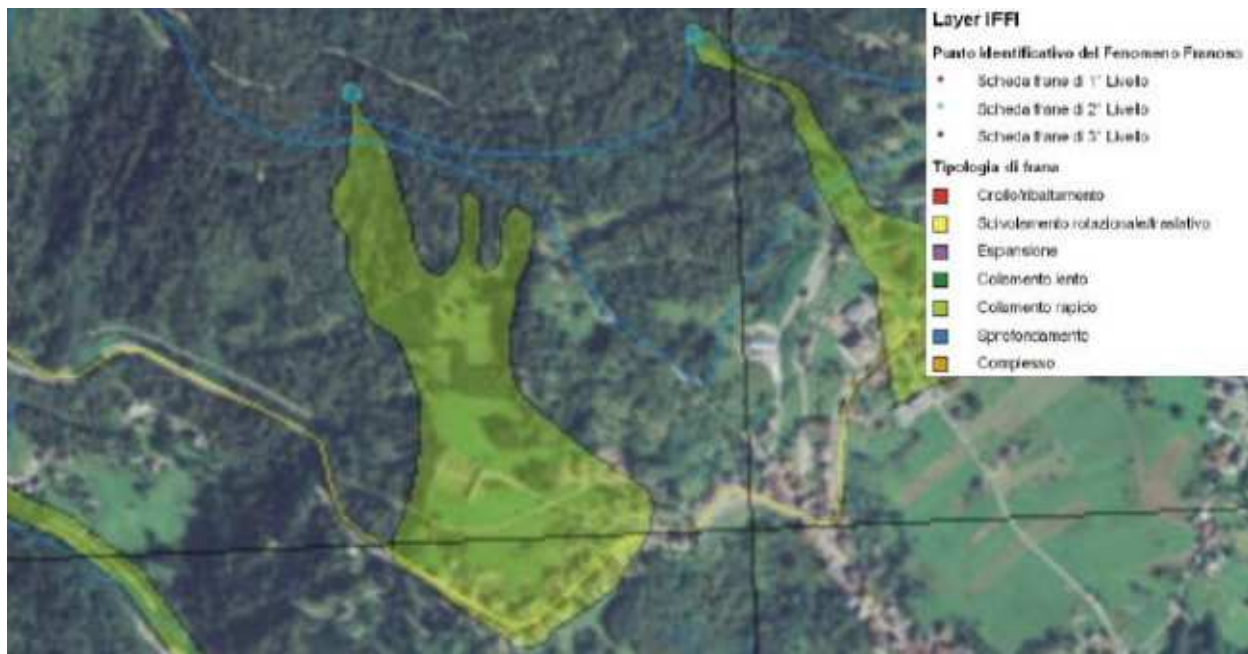 Layer IFFI
Punto Identificativo del Fenomeno Franoso
Scheda frane di 1° Livello
Scheda frane di 2° Livello
Scheda frane di 3° Livello
Tipologia di frana
Crollo/ribaltamento
Scivolamento rotazionale/traslativo
Espansione
Colamento lento
Colamento rapido
Sprofondamento
Complesso